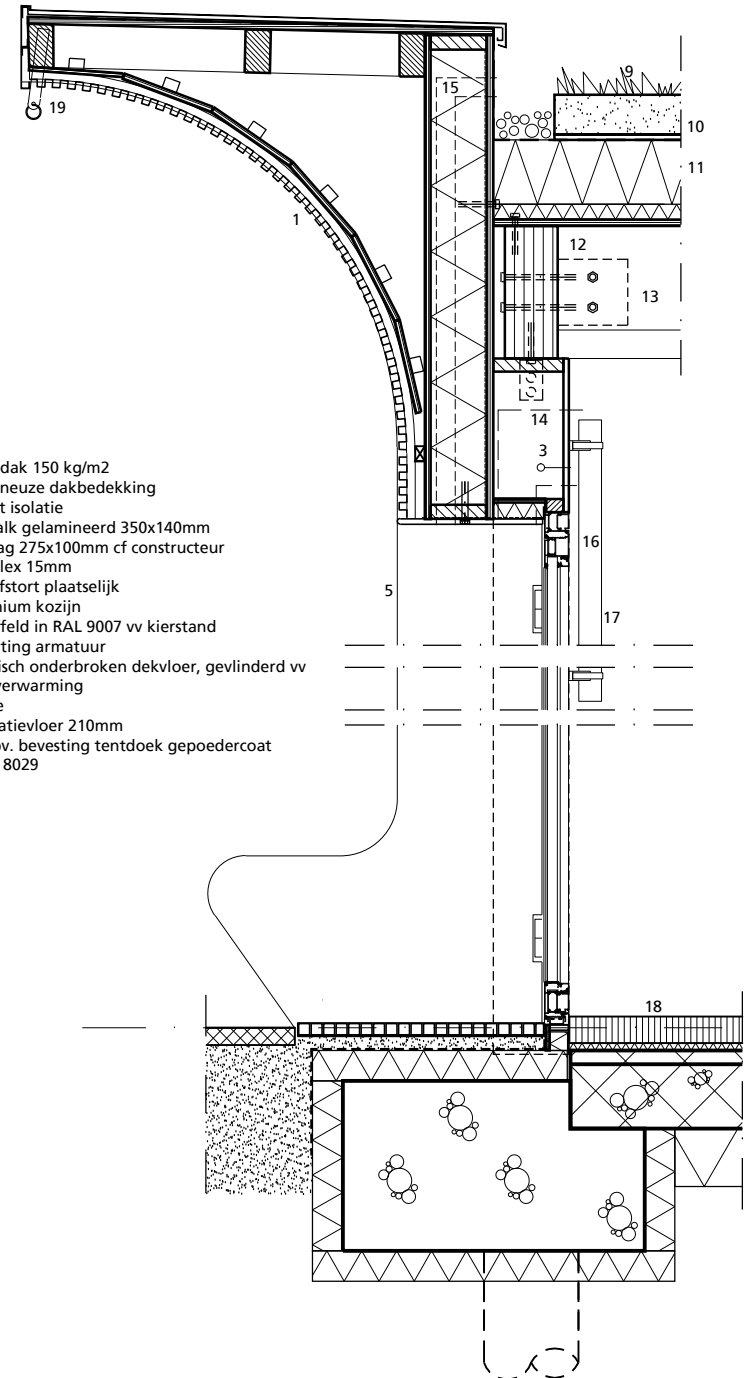 9
15
19
10
11
1
12
13
14
3
dak 150 kg/m2
neuze dakbedekking
t isolatie
alk gelamineerd 350x140mm
ag 275x100mm cf constructeur
lex 15mm
fstort plaatselijk
nium kozijn
ffeld in RAL 9007 vv kierstand
ting armatuur
isch onderbroken dekvloer, gevlinderd vv
verwarming
e
atievloer 210mm
v. bevesting tentdoek gepoedercoat
8029
16
5
17
18